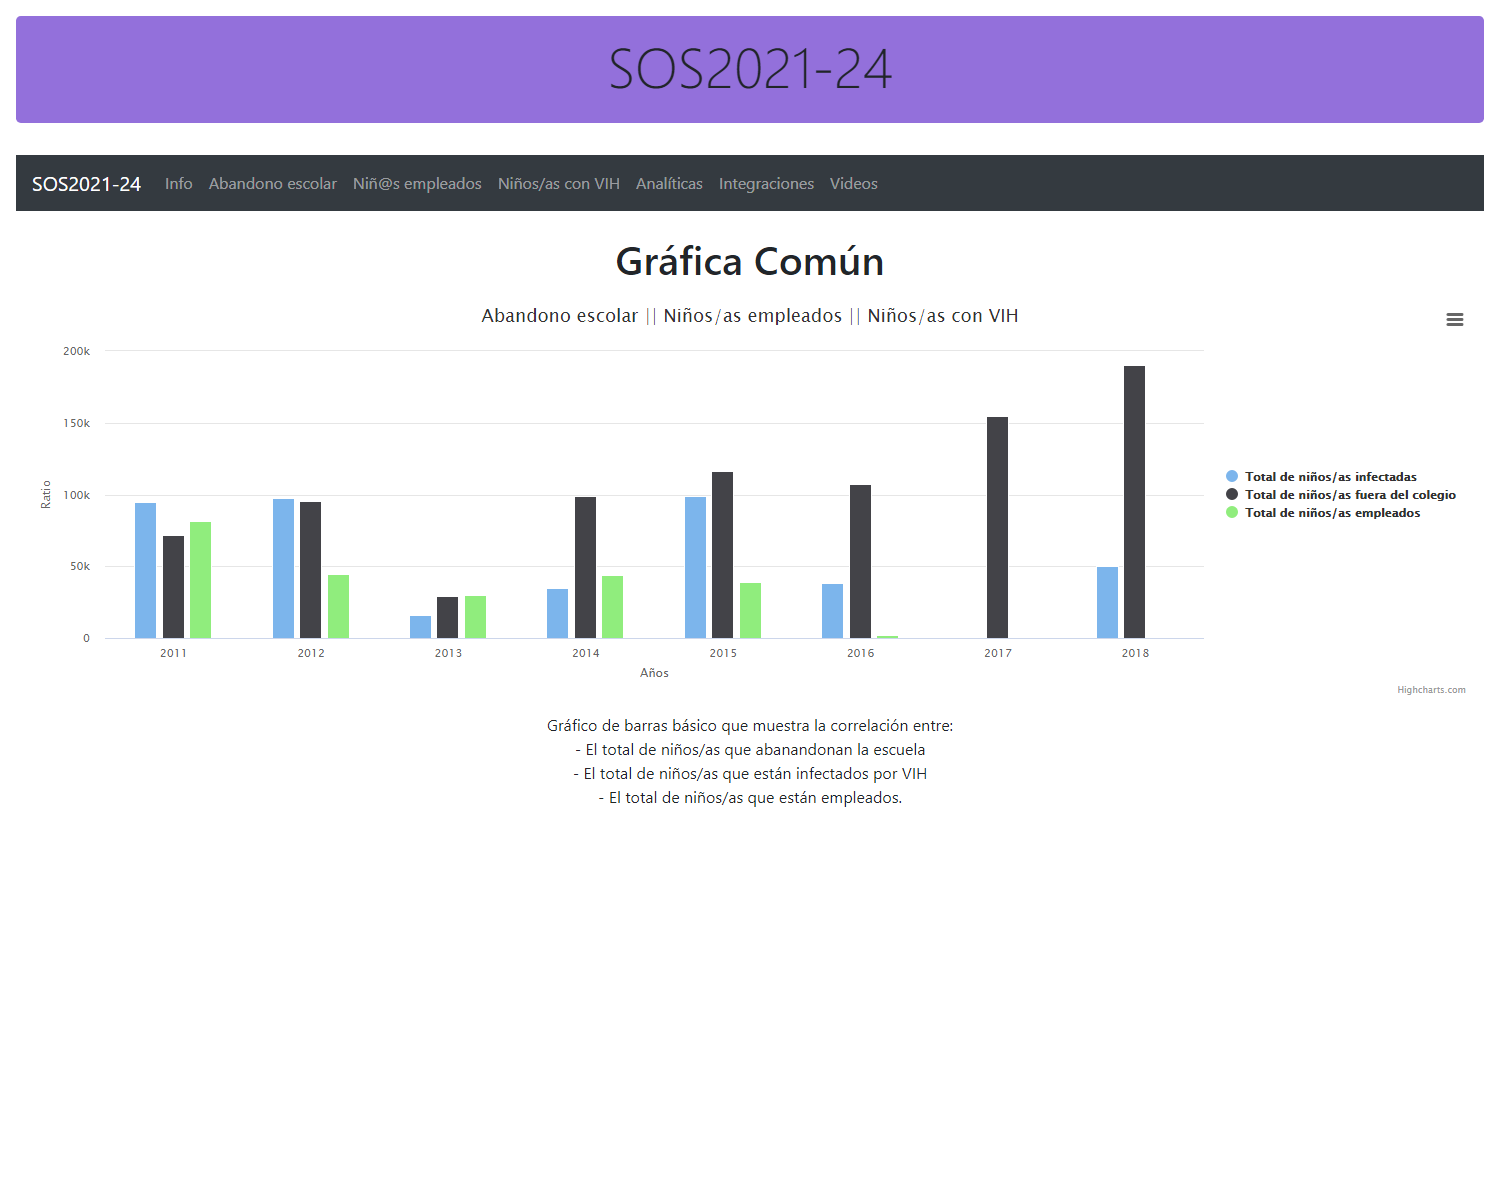 SOS2021-24
SOS2021-24 Info Abandono escolar Niñ@s empleados Niños/as con VIH Analíticas Integraciones Videos
Gráfica Común
Abandono escolar || Niños/as empleados || Niños/as con VIH
200k
150k
100k
50k
0
Ratio
2011 2012 2013 2014 2015 2016 2017 2018
Años
Total de niños/as infectadas
Total de niños/as fuera del colegio
Total de niños/as empleados
Highcharts.com
Gráfico de barras básico que muestra la correlación entre:
- El total de niños/as que abanandonan la escuela
- El total de niños/as que están infectados por VIH
- El total de niños/as que están empleados.